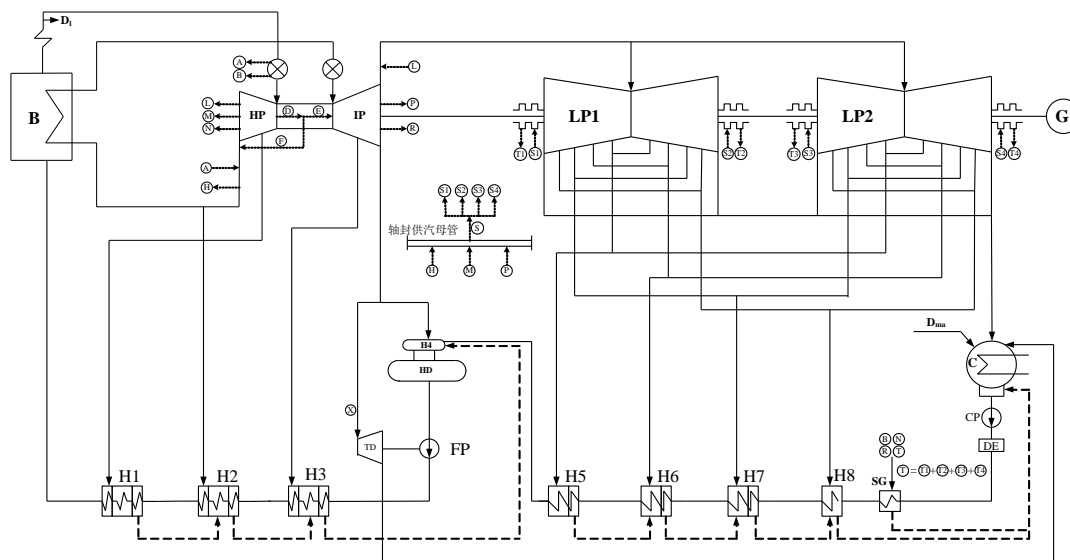 D₁
A
B
L
L
D
E
P
HP
IP
LP1
LP2
G
B
M
N
R
F
T1
S1
S2
T2
T3
S3
S4
T4
A
H
S1
S2
S3
S4
轴封供汽母管
S
H
M
P
Dma
H4
HD
C
X
CP
TD
FP
B
N
R
T
DE
T=T1+T2+T3+T4
SG
H1
H2
H3
H5
H6
H7
H8